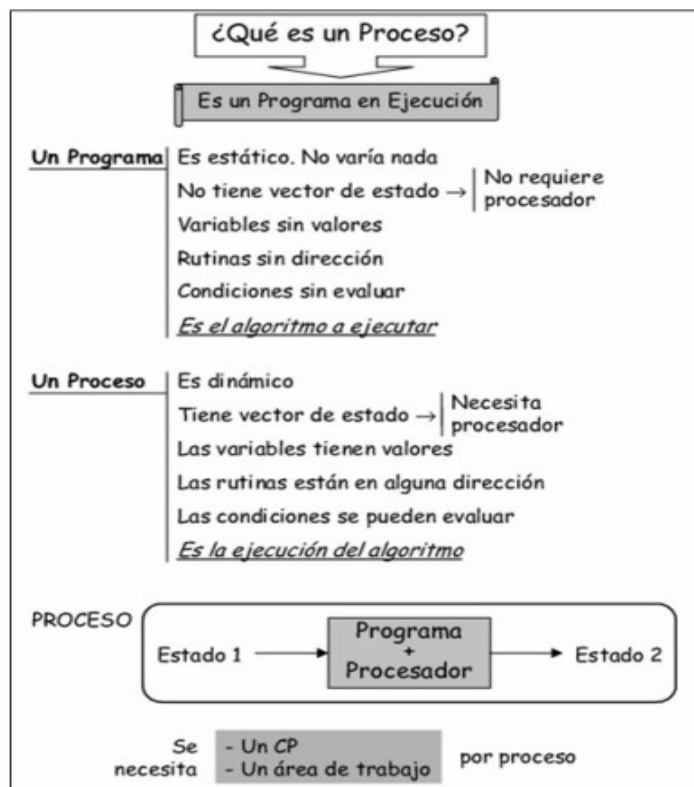 ¿Qué es un Proceso?
Es un Programa en Ejecución
Un Programa
Es estático. No varía nada
No tiene vector de estado → No requiere procesador
Variables sin valores
Rutinas sin dirección
Condiciones sin evaluar
Es el algoritmo a ejecutar
Un Proceso
Es dinámico
Tiene vector de estado → Necesita procesador
Las variables tienen valores
Las rutinas están en alguna dirección
Las condiciones se pueden evaluar
Es la ejecución del algoritmo
PROCESO
Estado 1
Programa
+
Procesador
Estado 2
Se necesita
- Un CP
- Un área de trabajo
por proceso